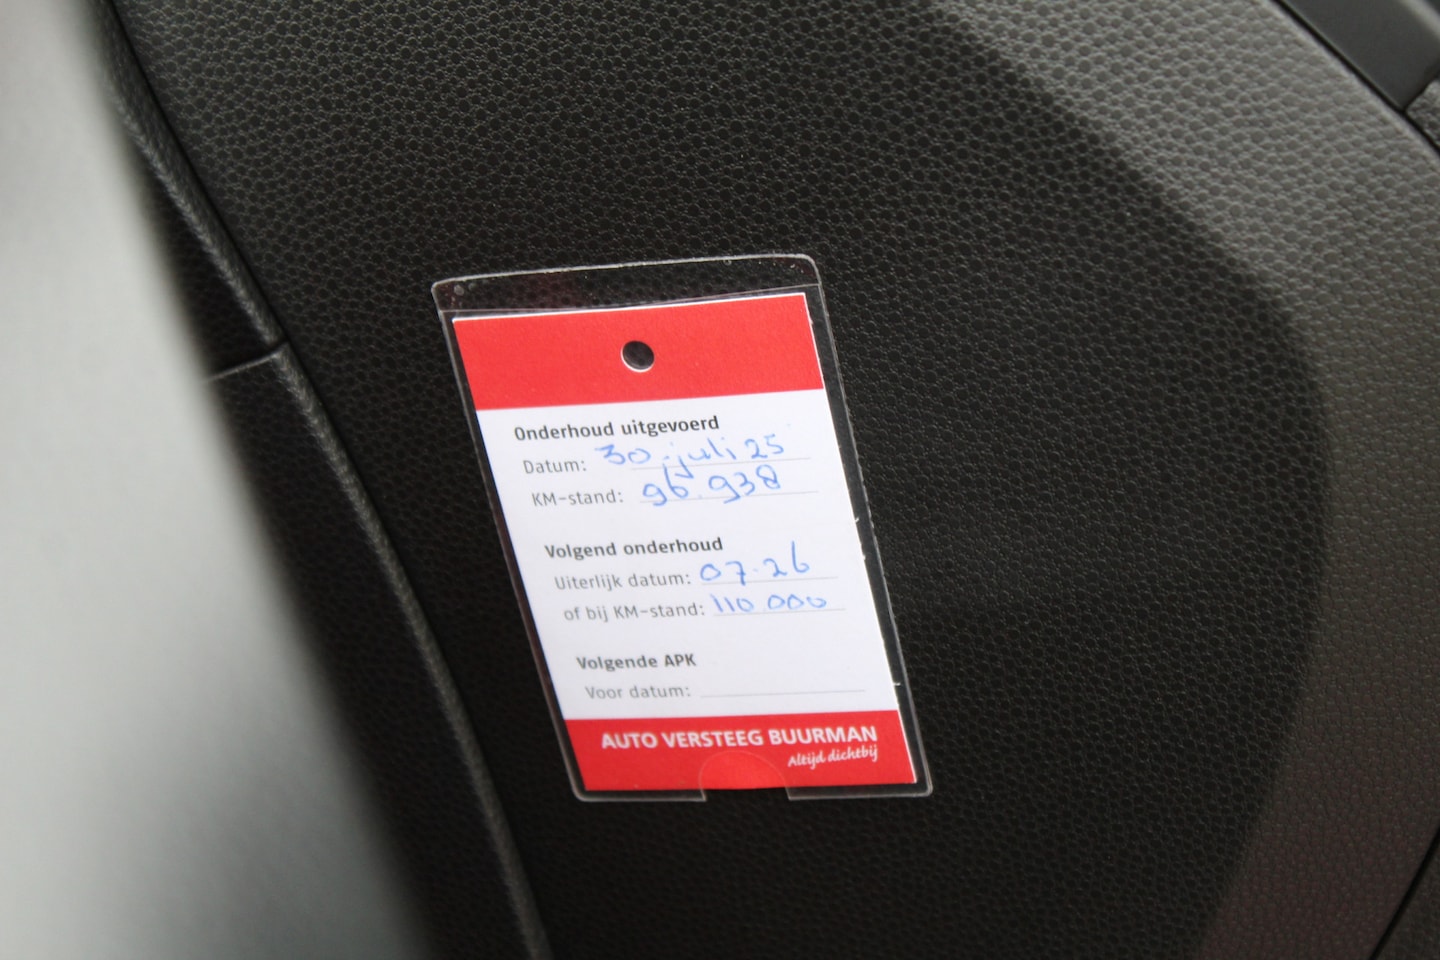 Onderhoud uitgevoerd
Datum: 30 juli 25
KM-stand: 96.938
Volgend onderhoud
Uiterlijk datum: 07-26
of bij KM-stand: 110 000
Volgende APK
Voor datum:
AUTO VERSTEEG BUURMAN
Altijd dichtbij